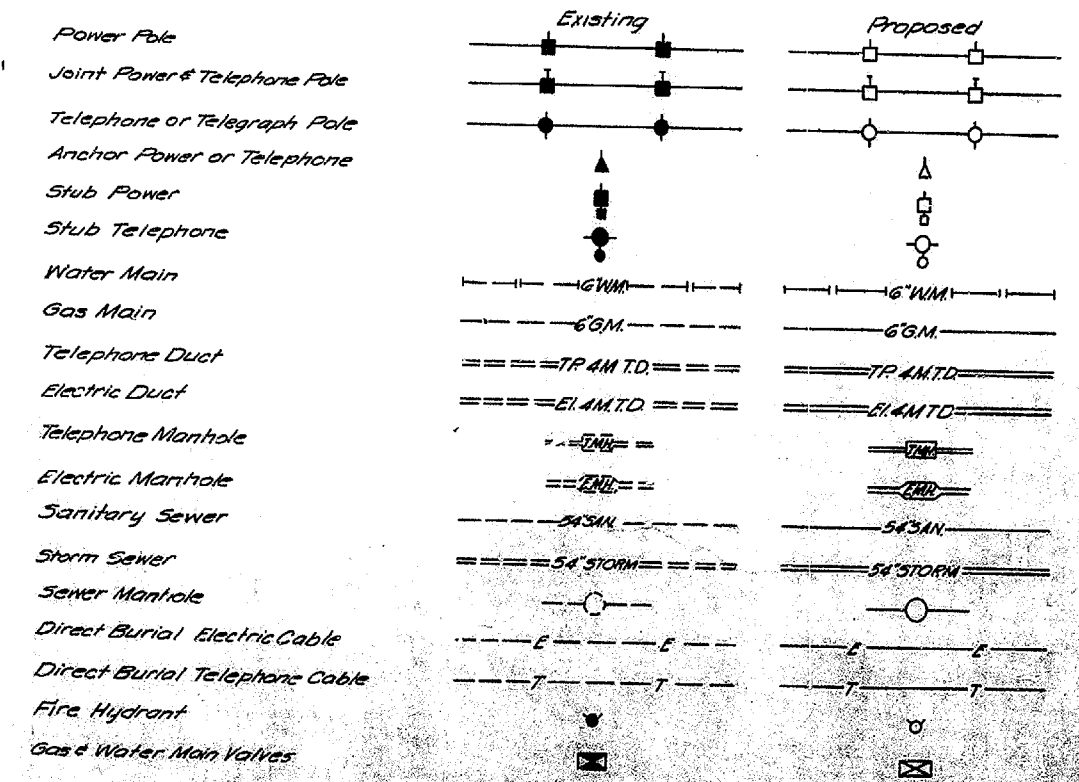 Existing Proposed
Power Pole
Joint Power & Telephone Pole
Telephone or Telegraph Pole
Anchor Power or Telephone
Stub Power
Stub Telephone
Water Main 6"W.M. 6"W.M.
Gas Main 6"G.M. 6"G.M.
Telephone Duct TP. 4M T.D. TP. 4M.T.D.
Electric Duct El. 4M.T.D. El. 4M T D
Telephone Manhole T.M.H. T.M.H.
Electric Manhole E.M.H. E.M.H.
Sanitary Sewer 54"SAN. 54"SAN.
Storm Sewer 54"STORM 54"STORM
Sewer Manhole
Direct Burial Electric Cable E E E E
Direct Burial Telephone Cable T T T T
Fire Hydrant
Gas & Water Main Valves